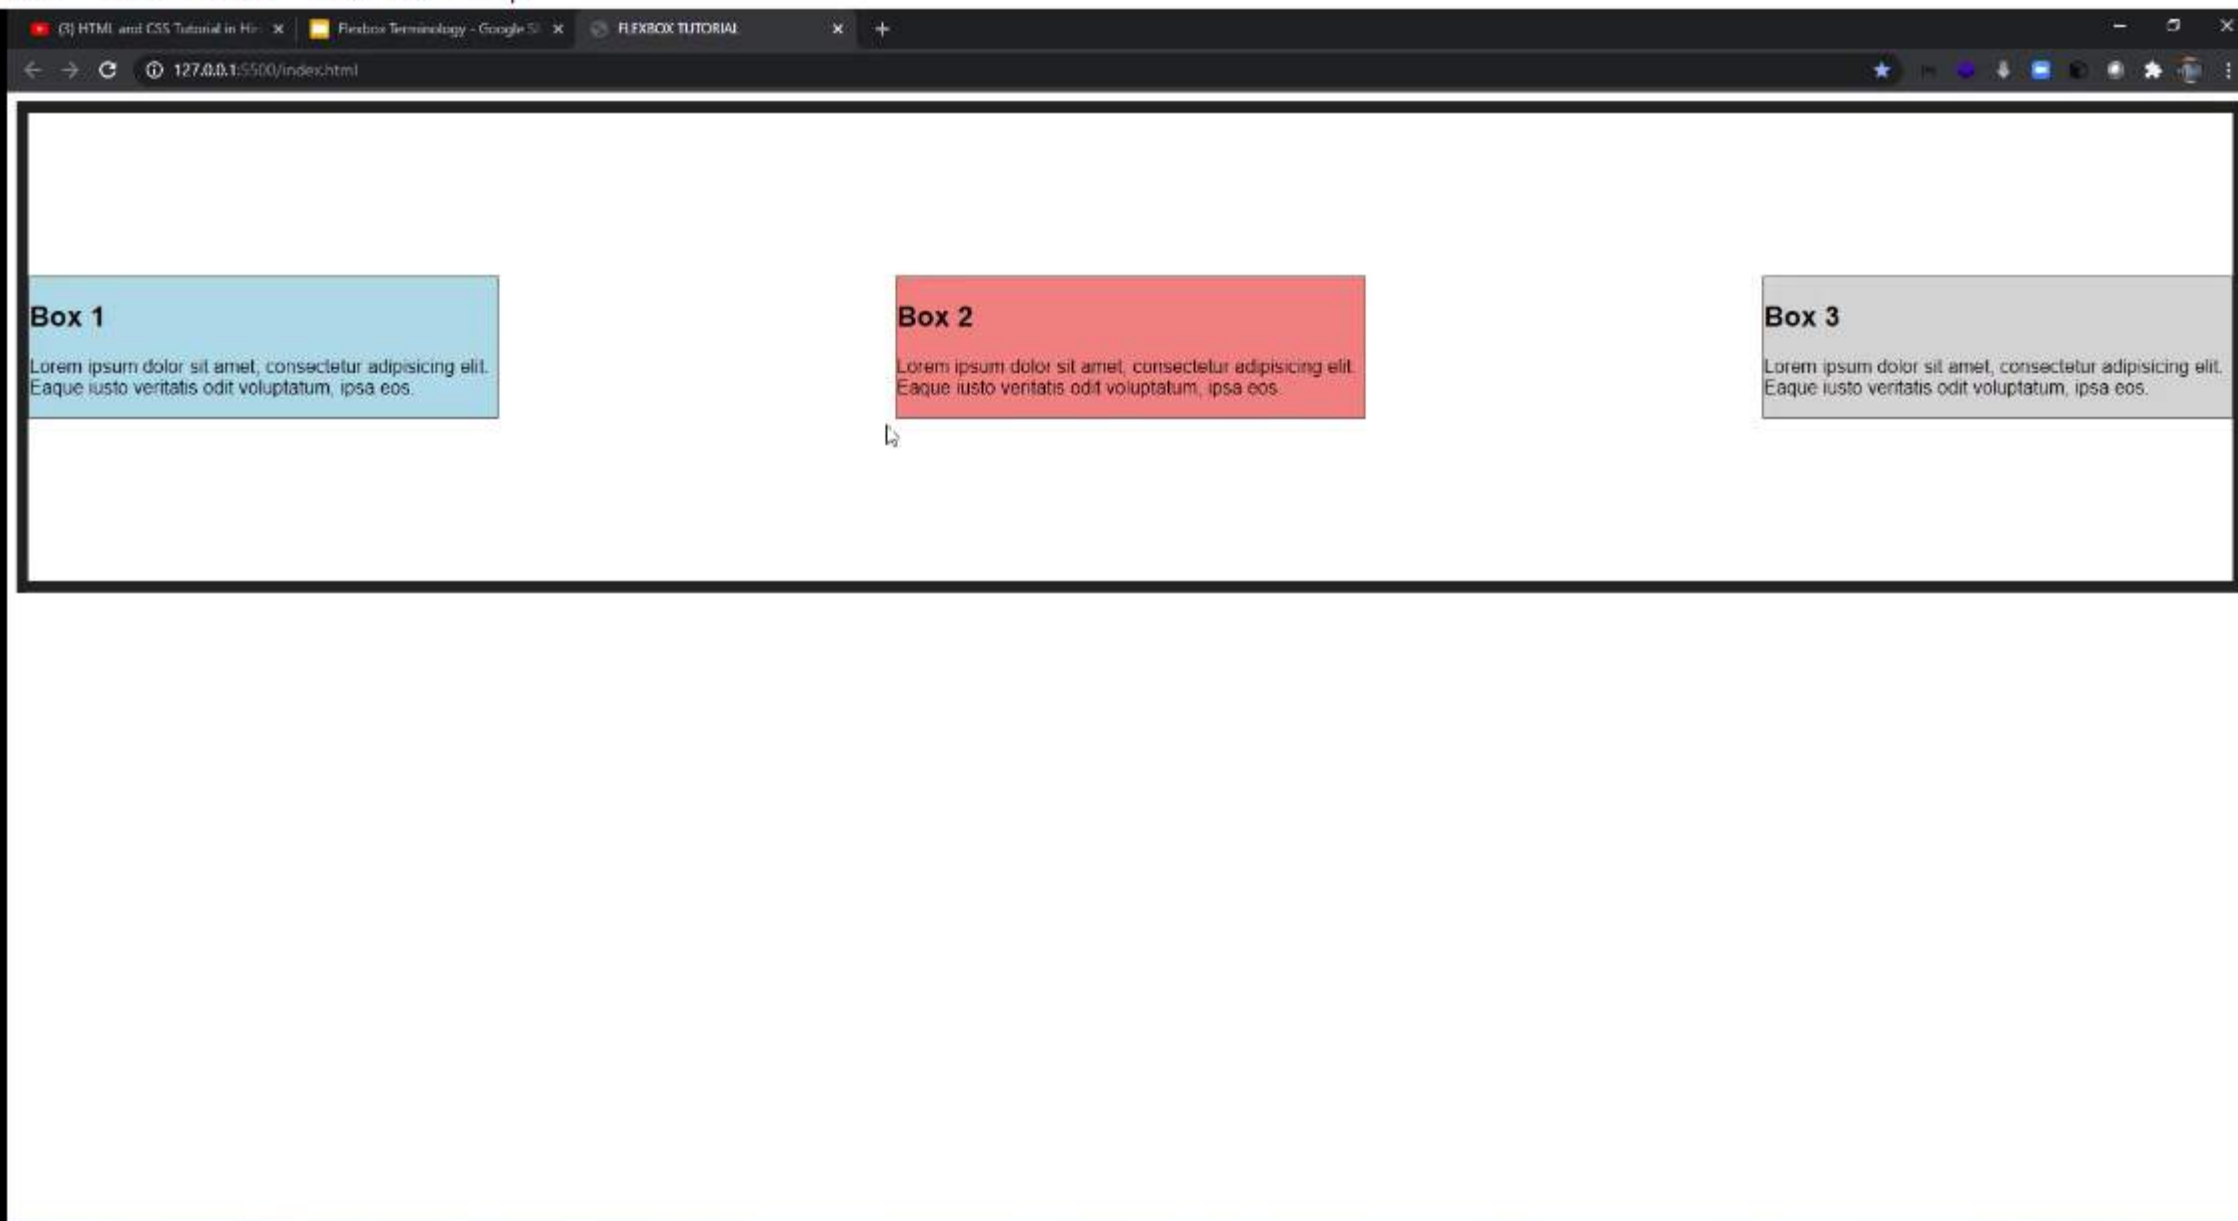 (3) HTML and CSS Tutorial in Hi
Flexbox Terminology - Google Sl
FLEXBOX TUTORIAL
127.0.0.1:5500/index.html
Box 1
Lorem ipsum dolor sit amet, consectetur adipisicing elit.
Eaque iusto veritatis odit voluptatum, ipsa eos.
Box 2
Lorem ipsum dolor sit amet, consectetur adipisicing elit.
Eaque iusto veritatis odit voluptatum, ipsa eos.
Box 3
Lorem ipsum dolor sit amet, consectetur adipisicing elit.
Eaque iusto veritatis odit voluptatum, ipsa eos.